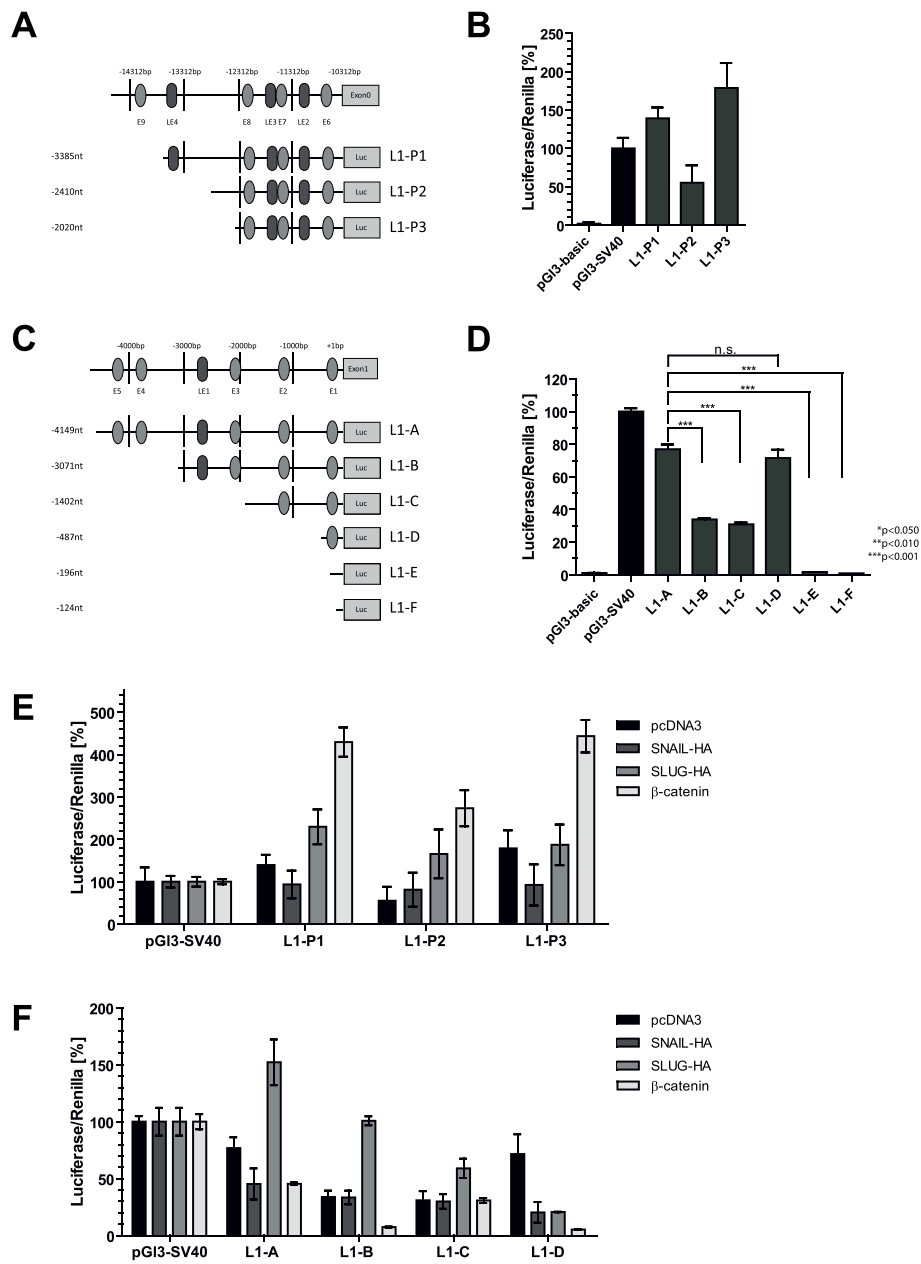 A
-14312bp -13312bp -12312bp -11312bp -10312bp
Exon0
E9 LE4 E8 LE3 E7 LE2 E6
-3385nt Luc L1-P1
-2410nt Luc L1-P2
-2020nt Luc L1-P3
B
Luciferase/Renilla [%]
250
200
150
100
50
0
pGl3-basic pGl3-SV40 L1-P1 L1-P2 L1-P3
C
-4000bp -3000bp -2000bp -1000bp +1bp
Exon1
E5 E4 LE1 E3 E2 E1
-4149nt Luc L1-A
-3071nt Luc L1-B
-1402nt Luc L1-C
-487nt Luc L1-D
-196nt Luc L1-E
-124nt Luc L1-F
D
n.s.
***
***
***
***
Luciferase/Renilla [%]
120
100
80
60
40
20
0
*p<0.050
**p<0.010
***p<0.001
pGl3-basic pGl3-SV40 L1-A L1-B L1-C L1-D L1-E L1-F
E
Luciferase/Renilla [%]
500
400
300
200
100
0
pGl3-SV40 L1-P1 L1-P2 L1-P3
pcDNA3
SNAIL-HA
SLUG-HA
β-catenin
F
Luciferase/Renilla [%]
200
150
100
50
0
pGl3-SV40 L1-A L1-B L1-C L1-D
pcDNA3
SNAIL-HA
SLUG-HA
β-catenin